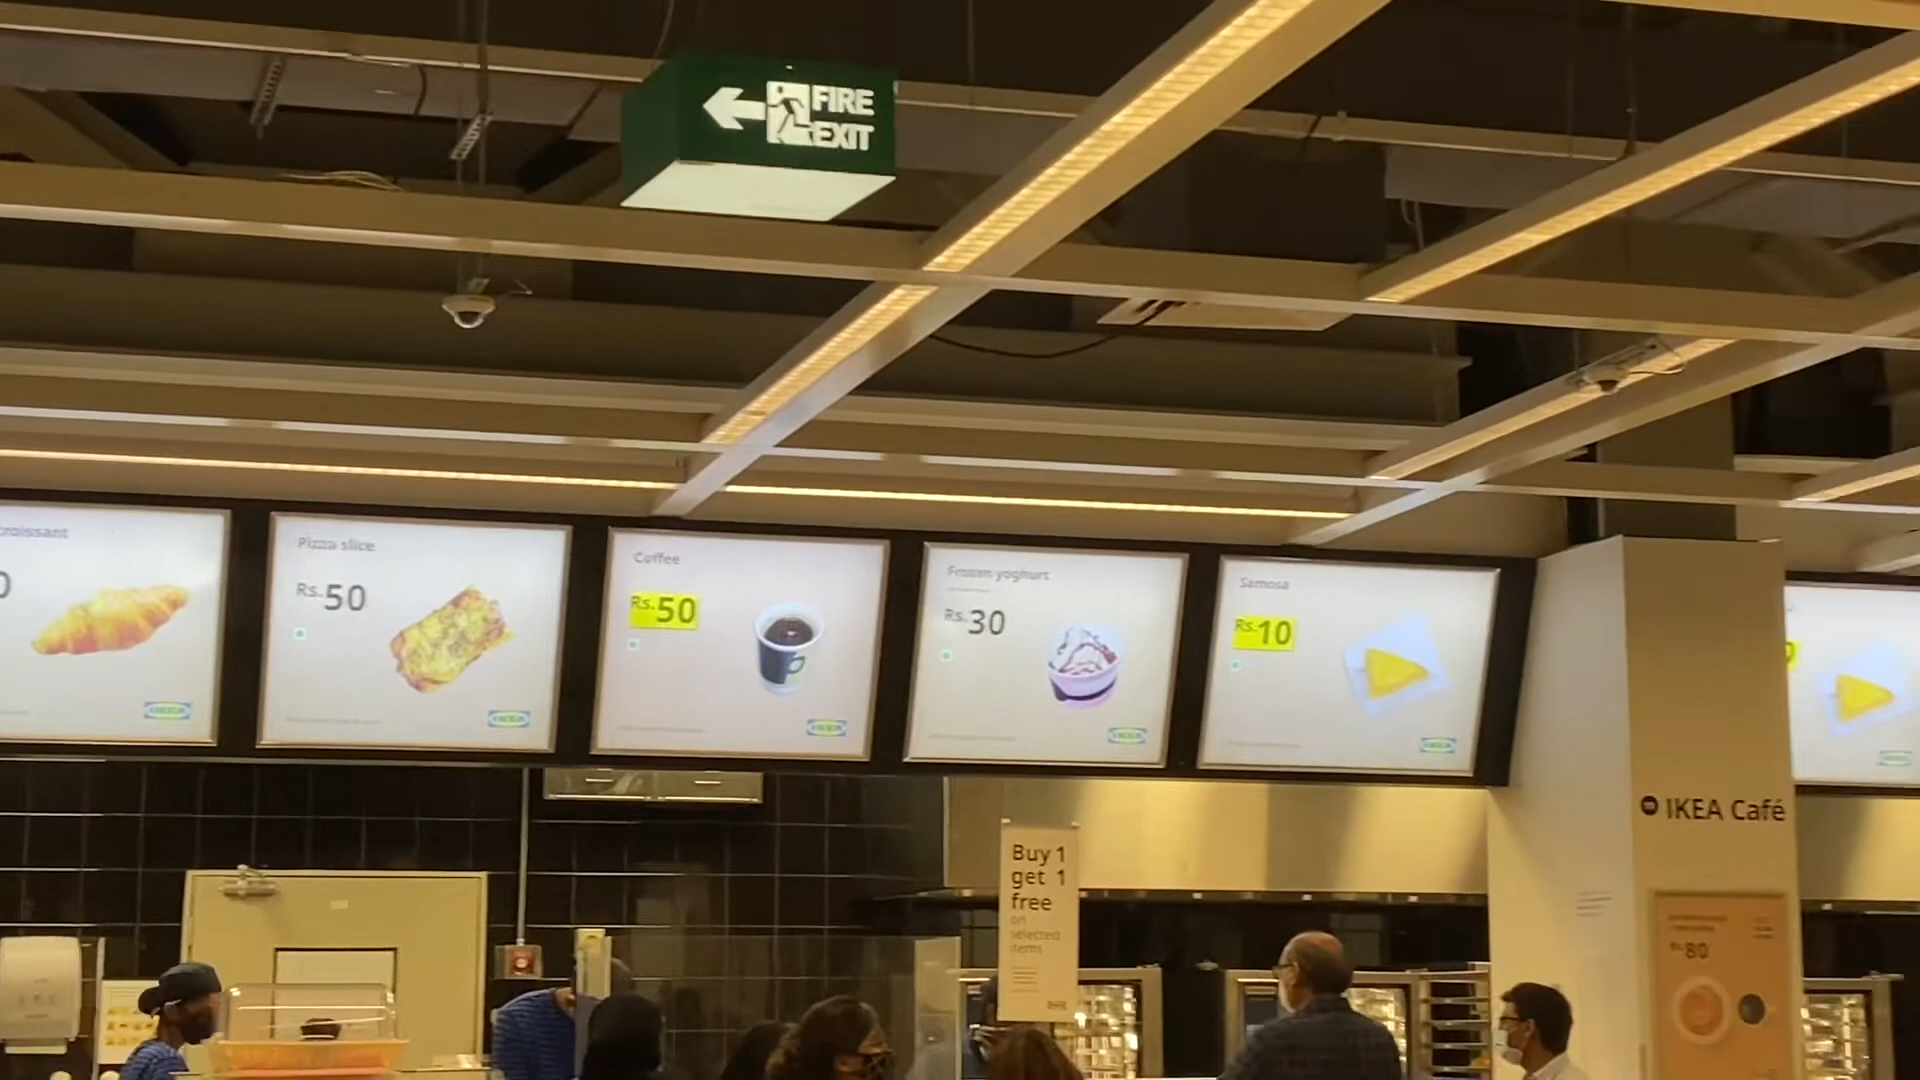 FIRE
EXIT
croissant
Pizza slice
Rs.50
IKEA
Coffee
Rs.50
IKEA
Frozen yoghurt
Rs.30
IKEA
Samosa
Rs.10
IKEA
IKEA
IKEA Café
Buy 1
get 1
free
on
selected
items
Rs.80